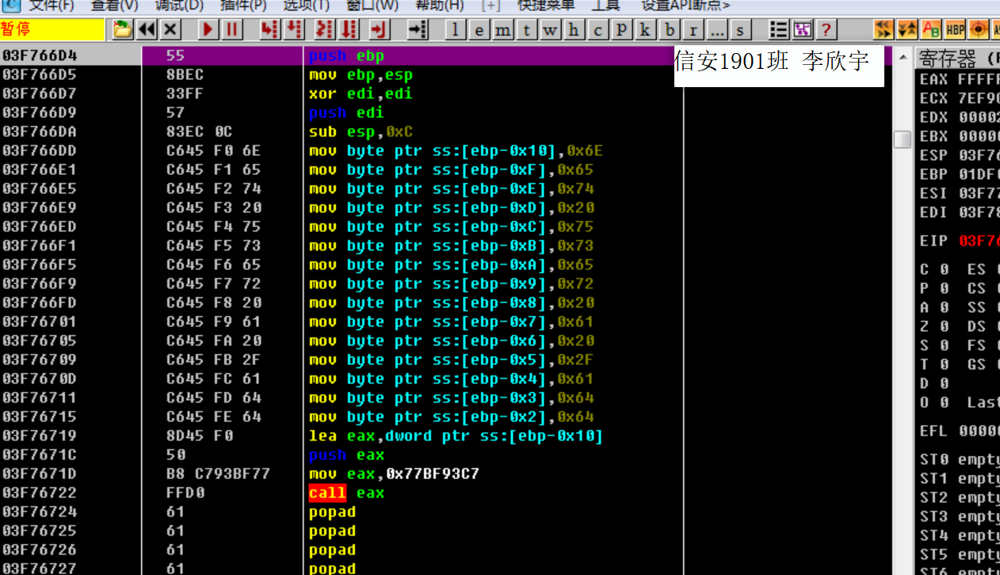 文件(F) 查看(V) 调试(D) 插件(P) 选项(T) 窗口(W) 帮助(H) [+] 快捷菜单 工具 设置API断点>
暂停 l e m t w h c P k b r ... s ? HBP
03F766D4 55 push ebp
信安1901班 李欣宇
寄存器
03F766D5 8BEC mov ebp,esp
EAX FFFFF
03F766D7 33FF xor edi,edi
ECX 7EF9
03F766D9 57 push edi
EDX 0000
03F766DA 83EC 0C sub esp,0xC
EBX 0000
03F766DD C645 F0 6E mov byte ptr ss:[ebp-0x10],0x6E
ESP 03F7
03F766E1 C645 F1 65 mov byte ptr ss:[ebp-0xF],0x65
EBP 01DF
03F766E5 C645 F2 74 mov byte ptr ss:[ebp-0xE],0x74
ESI 03F7
03F766E9 C645 F3 20 mov byte ptr ss:[ebp-0xD],0x20
EDI 03F7
03F766ED C645 F4 75 mov byte ptr ss:[ebp-0xC],0x75
EIP 03F7
03F766F1 C645 F5 73 mov byte ptr ss:[ebp-0xB],0x73
03F766F5 C645 F6 65 mov byte ptr ss:[ebp-0xA],0x65
C 0 ES
03F766F9 C645 F7 72 mov byte ptr ss:[ebp-0x9],0x72
P 0 CS
03F766FD C645 F8 20 mov byte ptr ss:[ebp-0x8],0x20
A 0 SS
03F76701 C645 F9 61 mov byte ptr ss:[ebp-0x7],0x61
Z 0 DS
03F76705 C645 FA 20 mov byte ptr ss:[ebp-0x6],0x20
S 0 FS
03F76709 C645 FB 2F mov byte ptr ss:[ebp-0x5],0x2F
T 0 GS
03F7670D C645 FC 61 mov byte ptr ss:[ebp-0x4],0x61
D 0
03F76711 C645 FD 64 mov byte ptr ss:[ebp-0x3],0x64
O 0 Last
03F76715 C645 FE 64 mov byte ptr ss:[ebp-0x2],0x64
03F76719 8D45 F0 lea eax,dword ptr ss:[ebp-0x10]
EFL 0000
03F7671C 50 push eax
ST0 empty
03F7671D B8 C793BF77 mov eax,0x77BF93C7
ST1 empty
03F76722 FFD0 call eax
ST2 empty
03F76724 61 popad
ST3 empty
03F76725 61 popad
ST4 empty
03F76726 61 popad
ST5 empty
03F76727 61 popad
ST6 empty